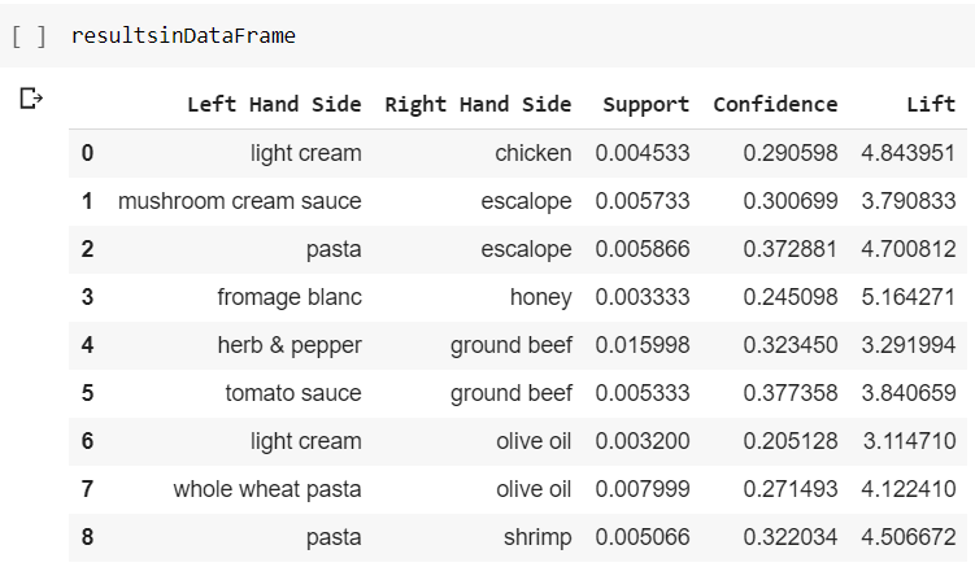 [ ] resultsinDataFrame
Left Hand Side Right Hand Side Support Confidence Lift
0 light cream chicken 0.004533 0.290598 4.843951
1 mushroom cream sauce escalope 0.005733 0.300699 3.790833
2 pasta escalope 0.005866 0.372881 4.700812
3 fromage blanc honey 0.003333 0.245098 5.164271
4 herb & pepper ground beef 0.015998 0.323450 3.291994
5 tomato sauce ground beef 0.005333 0.377358 3.840659
6 light cream olive oil 0.003200 0.205128 3.114710
7 whole wheat pasta olive oil 0.007999 0.271493 4.122410
8 pasta shrimp 0.005066 0.322034 4.506672